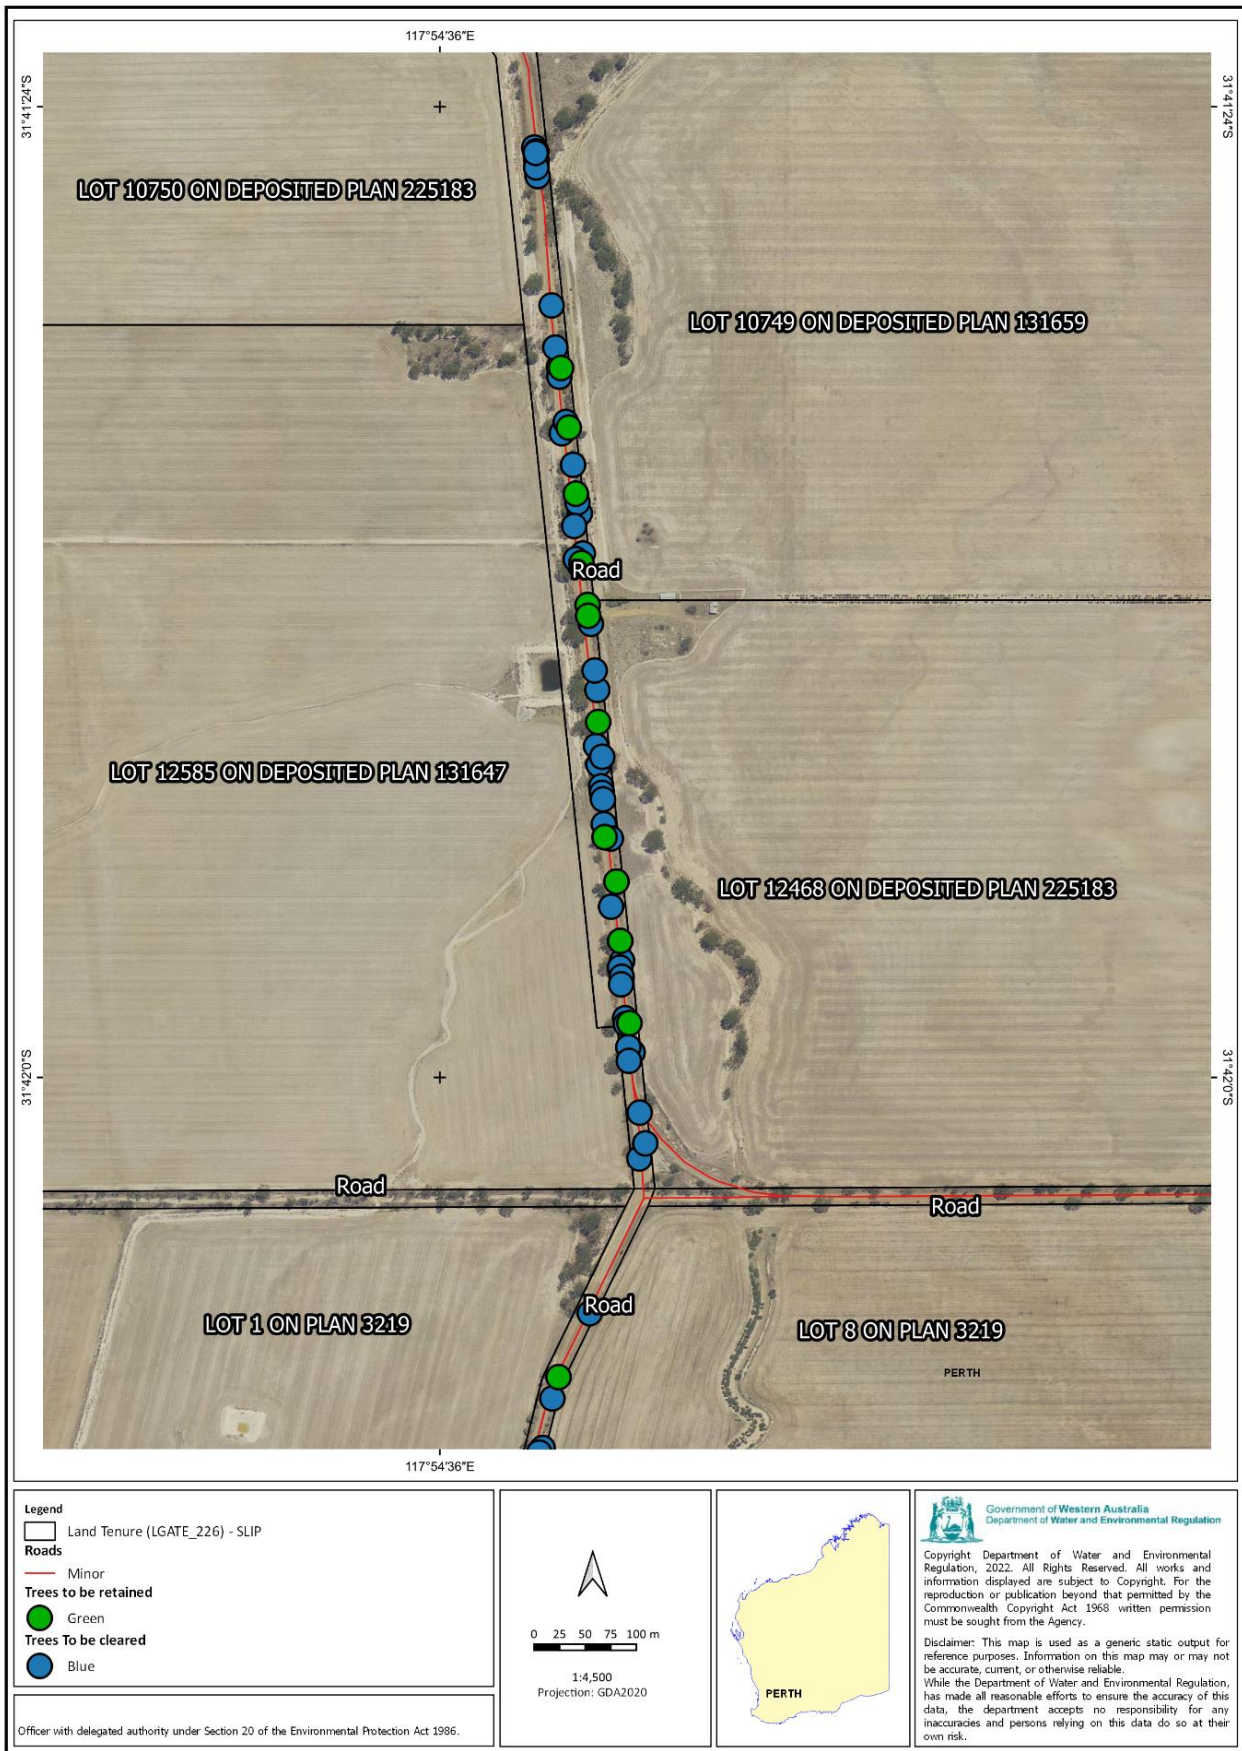 117°54'36"E
31°41'24"S
31°41'24"S
LOT 10750 ON DEPOSITED PLAN 225183
LOT 10749 ON DEPOSITED PLAN 131659
Road
LOT 12585 ON DEPOSITED PLAN 131647
LOT 12468 ON DEPOSITED PLAN 225183
31°42'0"S
31°42'0"S
Road
Road
Road
LOT 1 ON PLAN 3219
LOT 8 ON PLAN 3219
PERTH
117°54'36"E
Legend
Land Tenure (LGATE_226) - SLIP
Roads
Minor
Trees to be retained
Green
Trees To be cleared
Blue
Officer with delegated authority under Section 20 of the Environmental Protection Act 1986.
0 25 50 75 100 m
1:4,500
Projection: GDA2020
PERTH
Government of Western Australia
Department of Water and Environmental Regulation
Copyright Department of Water and Environmental
Regulation, 2022. All Rights Reserved. All works and
information displayed are subject to Copyright. For the
reproduction or publication beyond that permitted by the
Commonwealth Copyright Act 1968 written permission
must be sought from the Agency.
Disclaimer: This map is used as a generic static output for
reference purposes. Information on this map may or may not
be accurate, current, or otherwise reliable.
While the Department of Water and Environmental Regulation,
has made all reasonable efforts to ensure the accuracy of this
data, the department accepts no responsibility for any
inaccuracies and persons relying on this data do so at their
own risk.